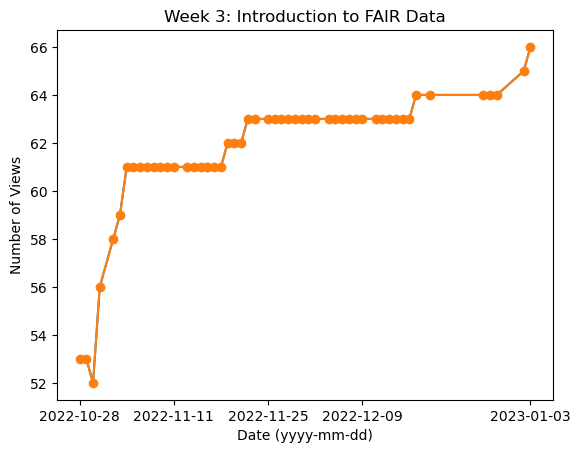 Week 3: Introduction to FAIR Data
Number of Views
66
64
62
60
58
56
54
52
2022-10-28 2022-11-11 2022-11-25 2022-12-09 2023-01-03
Date (yyyy-mm-dd)